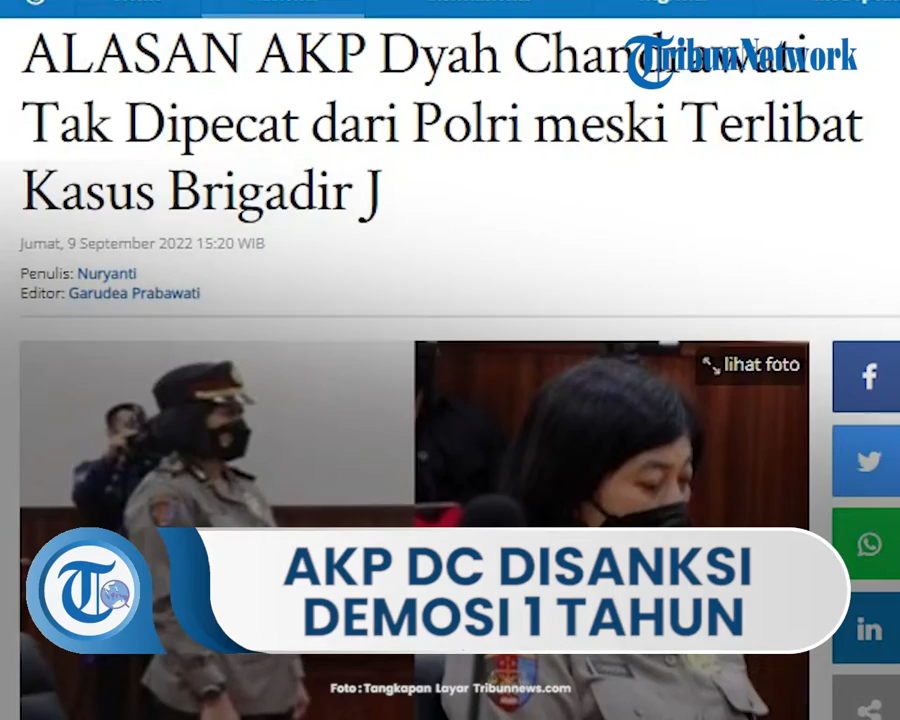 TribunNetwork
ALASAN AKP Dyah Chandrawati
Tak Dipecat dari Polri meski Terlibat
Kasus Brigadir J
Jumat, 9 September 2022 15:20 WIB
Penulis: Nuryanti
Editor: Garudea Prabawati
lihat foto
AKP DC DISANKSI
DEMOSI 1 TAHUN
Foto : Tangkapan Layar Tribunnews.com